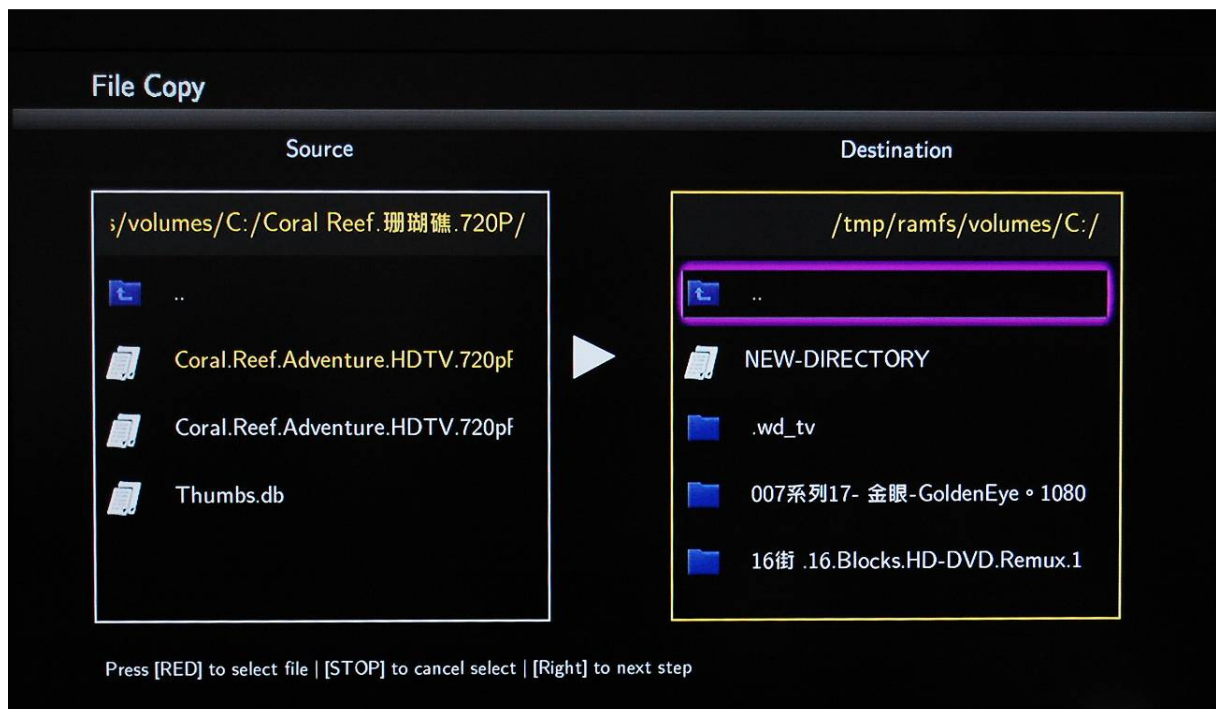 File Copy
Source
Destination
s/volumes/C:/Coral Reef.珊瑚礁.720P/
..
Coral.Reef.Adventure.HDTV.720pF
Coral.Reef.Adventure.HDTV.720pF
Thumbs.db
/tmp/ramfs/volumes/C:/
..
NEW-DIRECTORY
.wd_tv
007系列17- 金眼-GoldenEye。1080
16街 .16.Blocks.HD-DVD.Remux.1
Press [RED] to select file | [STOP] to cancel select | [Right] to next step